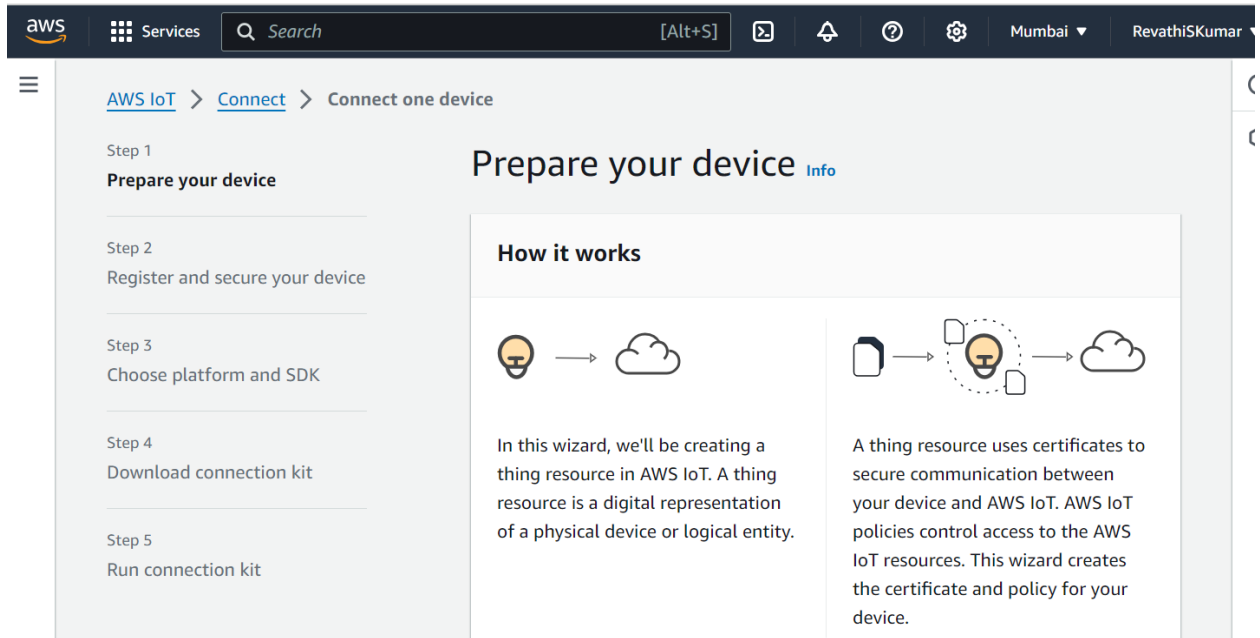 aws Services Search [Alt+S] Mumbai RevathiSKumar
AWS IoT > Connect > Connect one device
Step 1
Prepare your device
Step 2
Register and secure your device
Step 3
Choose platform and SDK
Step 4
Download connection kit
Step 5
Run connection kit
Prepare your device Info
How it works
In this wizard, we'll be creating a
thing resource in AWS IoT. A thing
resource is a digital representation
of a physical device or logical entity.
A thing resource uses certificates to
secure communication between
your device and AWS IoT. AWS IoT
policies control access to the AWS
IoT resources. This wizard creates
the certificate and policy for your
device.